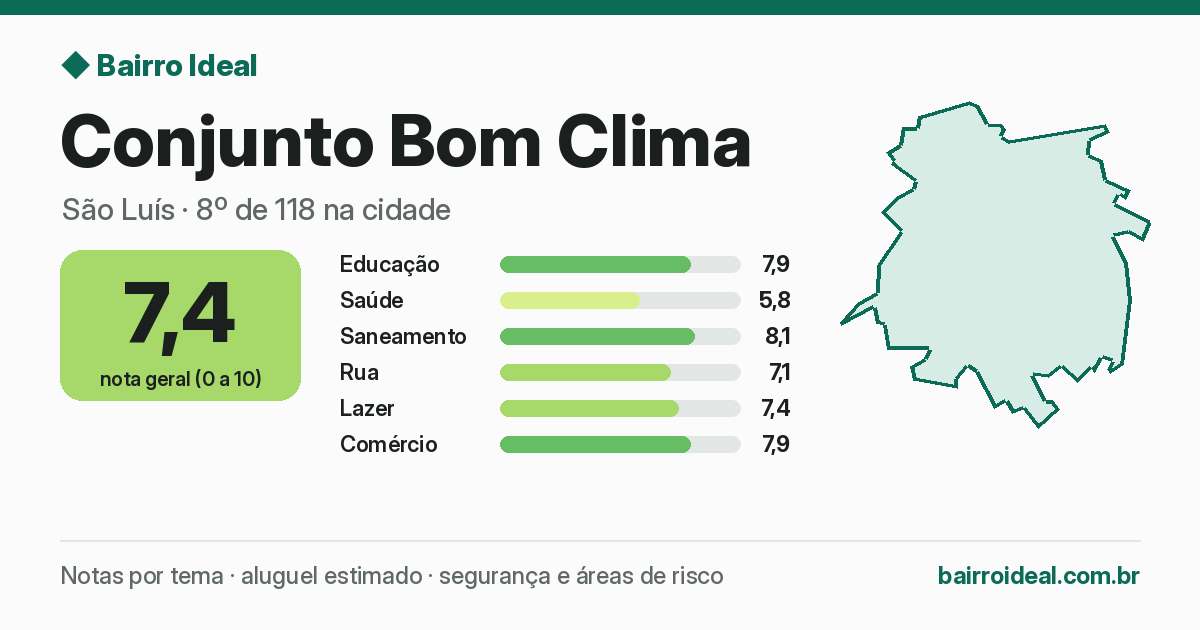 Bairro Ideal
Conjunto Bom Clima
São Luís · 8º de 118 na cidade
7,4
nota geral (0 a 10)
Educação 7,9
Saúde 5,8
Saneamento 8,1
Rua 7,1
Lazer 7,4
Comércio 7,9
Notas por tema · aluguel estimado · segurança e áreas de risco
bairroideal.com.br